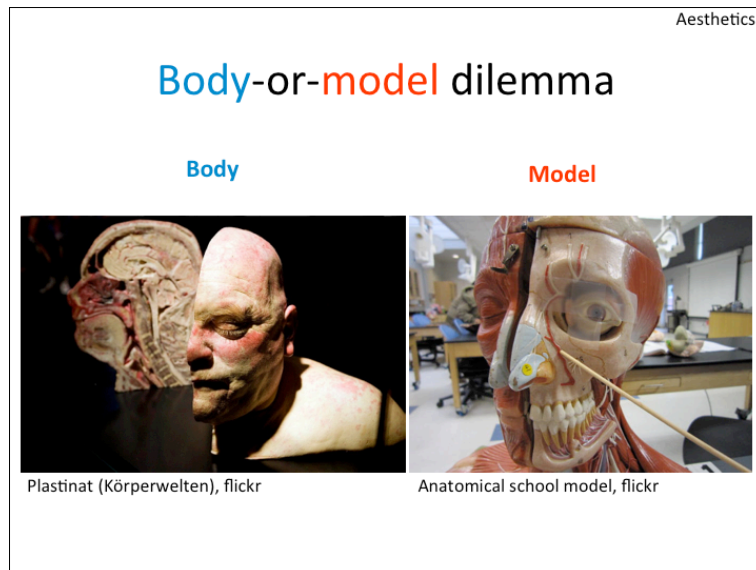 Aesthetics
Body-or-model dilemma
Body
Model
Plastinat (Körperwelten), flickr
Anatomical school model, flickr